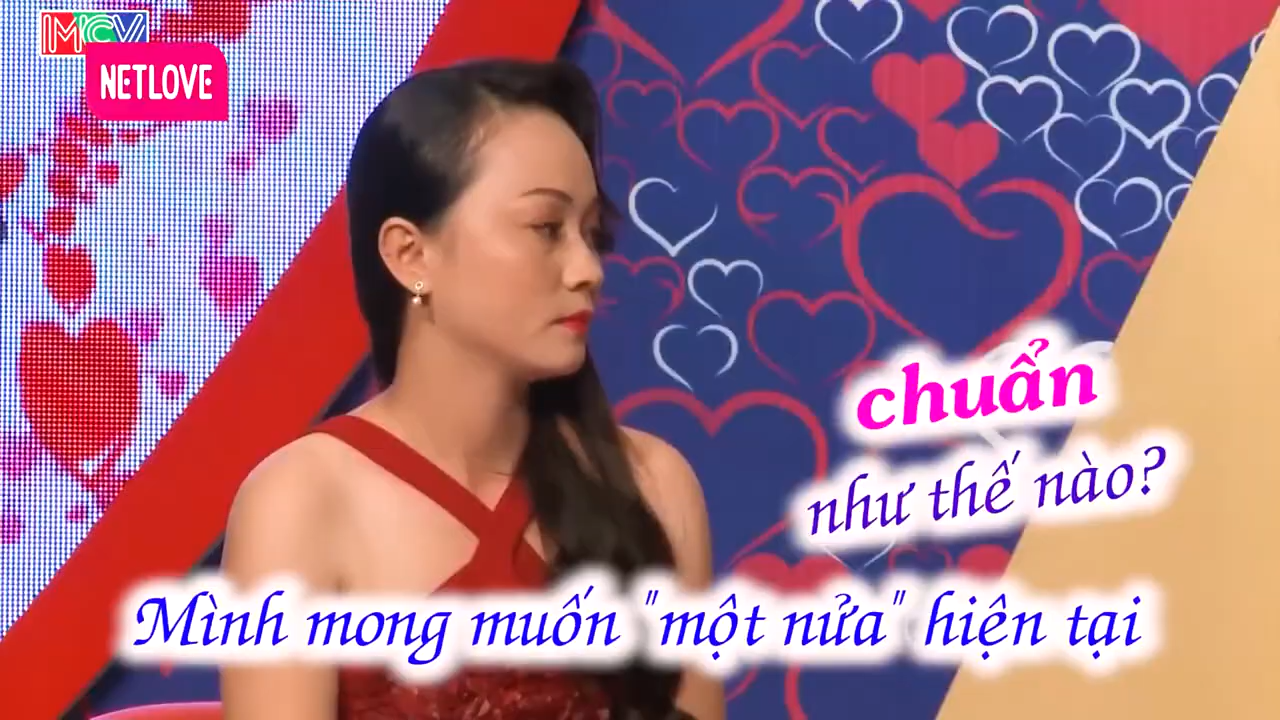 MCV
NETLOVE
chuẩn
như thế nào?
Mình mong muốn "một nửa" hiện tại